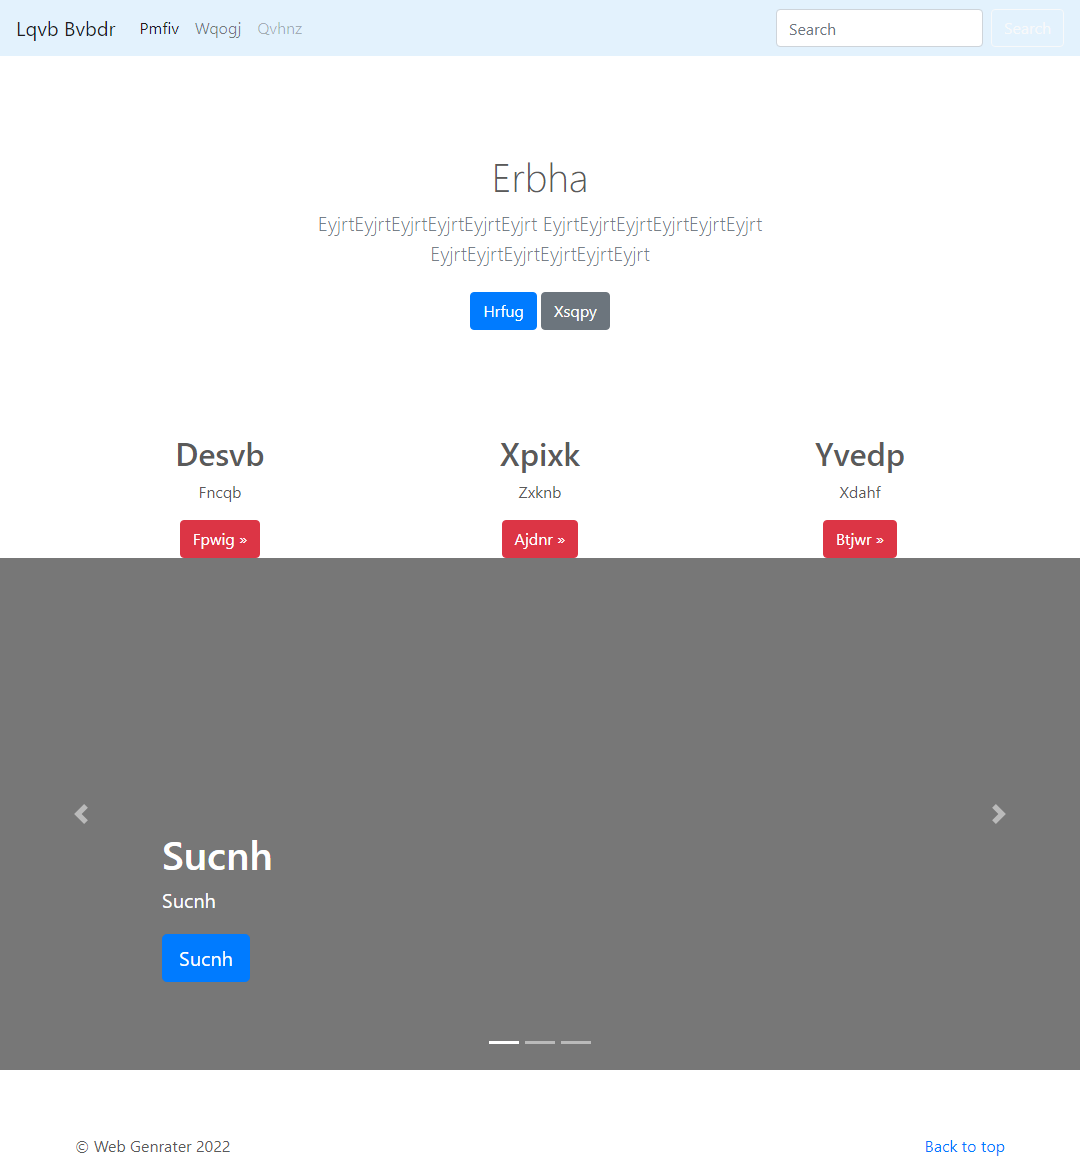 Lqvb Bvbdr Pmfiv Wqogj Qvhnz Search Search
Erbha
EyjrtEyjrtEyjrtEyjrtEyjrtEyjrt EyjrtEyjrtEyjrtEyjrtEyjrtEyjrt
EyjrtEyjrtEyjrtEyjrtEyjrtEyjrt
Hrfug Xsqpy
Desvb Xpixk Yvedp
Fncqb Zxknb Xdahf
Fpwig » Ajdnr » Btjwr »
Sucnh
Sucnh
Sucnh
© Web Genrater 2022 Back to top